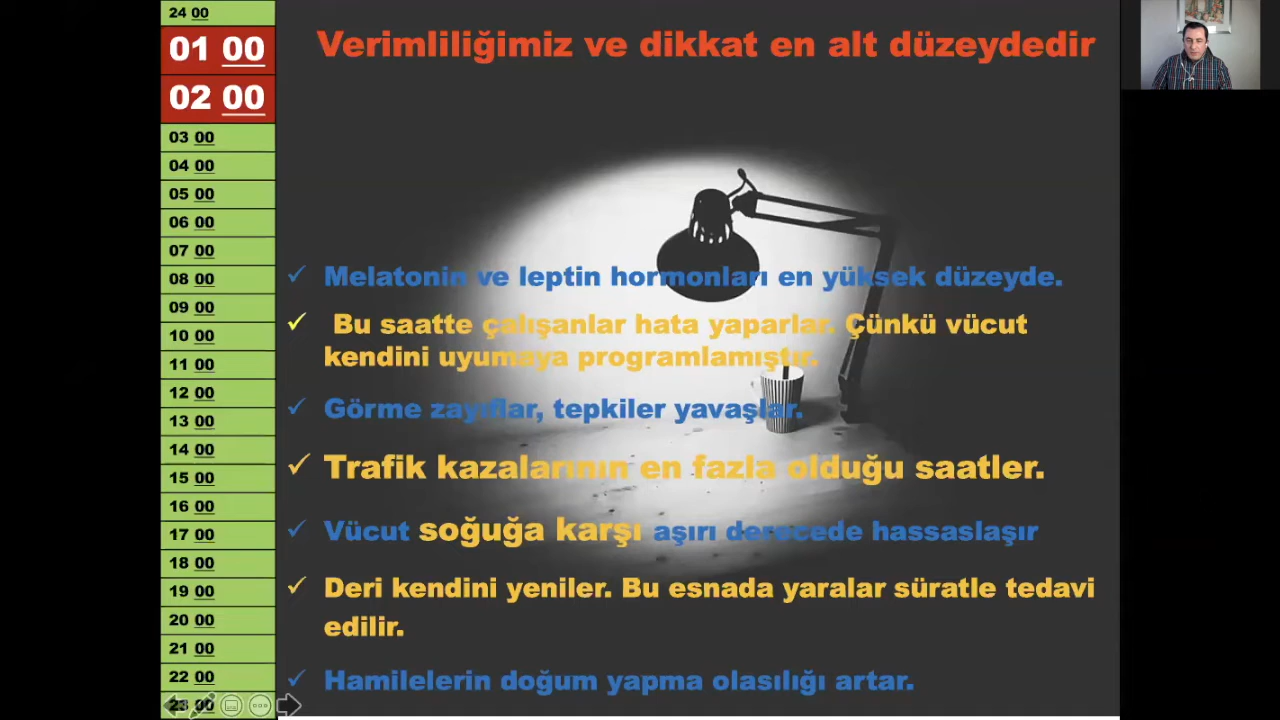 24 00
01 00
02 00
03 00
04 00
05 00
06 00
07 00
08 00
09 00
10 00
11 00
12 00
13 00
14 00
15 00
16 00
17 00
18 00
19 00
20 00
21 00
22 00
23 00
Verimliliğimiz ve dikkat en alt düzeydedir
Melatonin ve leptin hormonları en yüksek düzeyde.
Bu saatte çalışanlar hata yaparlar. Çünkü vücut
kendini uyumaya programlamıştır.
Görme zayıflar, tepkiler yavaşlar.
Trafik kazalarının en fazla olduğu saatler.
Vücut soğuğa karşı aşırı derecede hassaslaşır
Deri kendini yeniler. Bu esnada yaralar süratle tedavi
edilir.
Hamilelerin doğum yapma olasılığı artar.